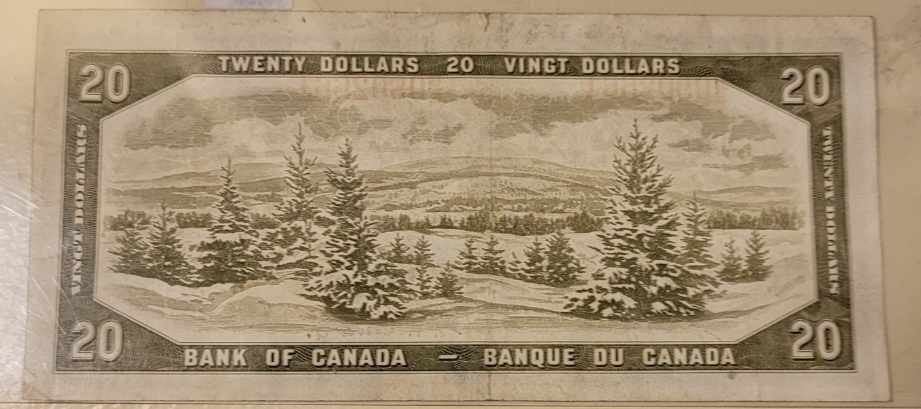 TWENTY DOLLARS 20 VINGT DOLLARS
20
20
VINGT DOLLARS
TWENTY DOLLARS
20
20
BANK OF CANADA – BANQUE DU CANADA